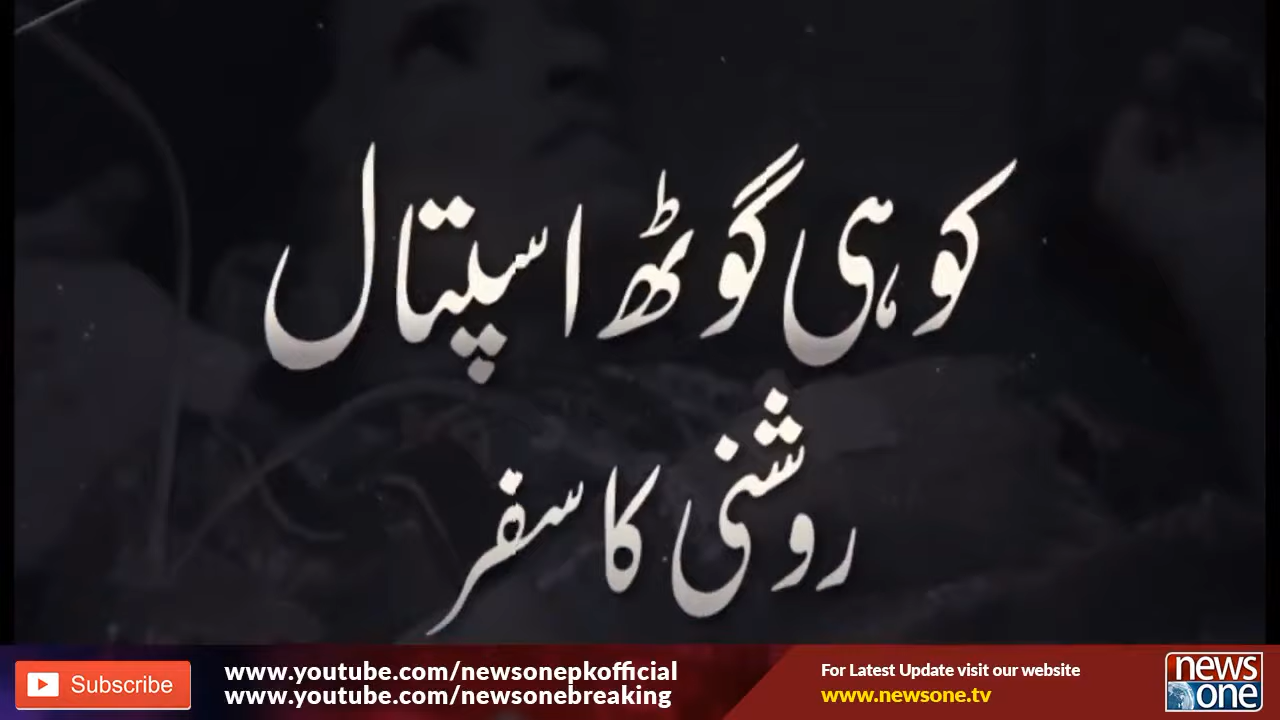 کوہی گوٹھ اسپتال
روشنی کا سفر
Subscribe
www.youtube.com/newsonepkofficial
www.youtube.com/newsonebreaking
For Latest Update visit our website
www.newsone.tv
news
one